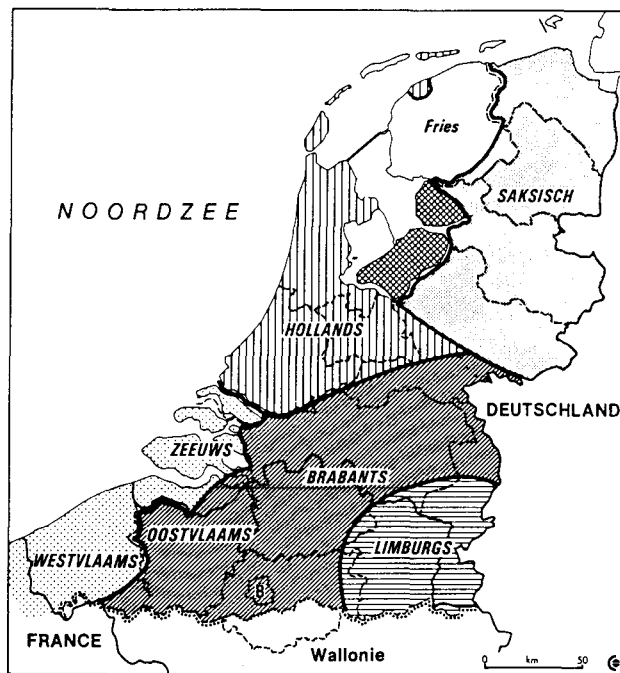 Fries
NOORDZEE
SAKSISCH
HOLLANDS
DEUTSCHLAND
ZEEUWS
BRABANTS
OOSTVLAAMS
WESTVLAAMS
LIMBURGS
B
FRANCE
Wallonie
0 km 50